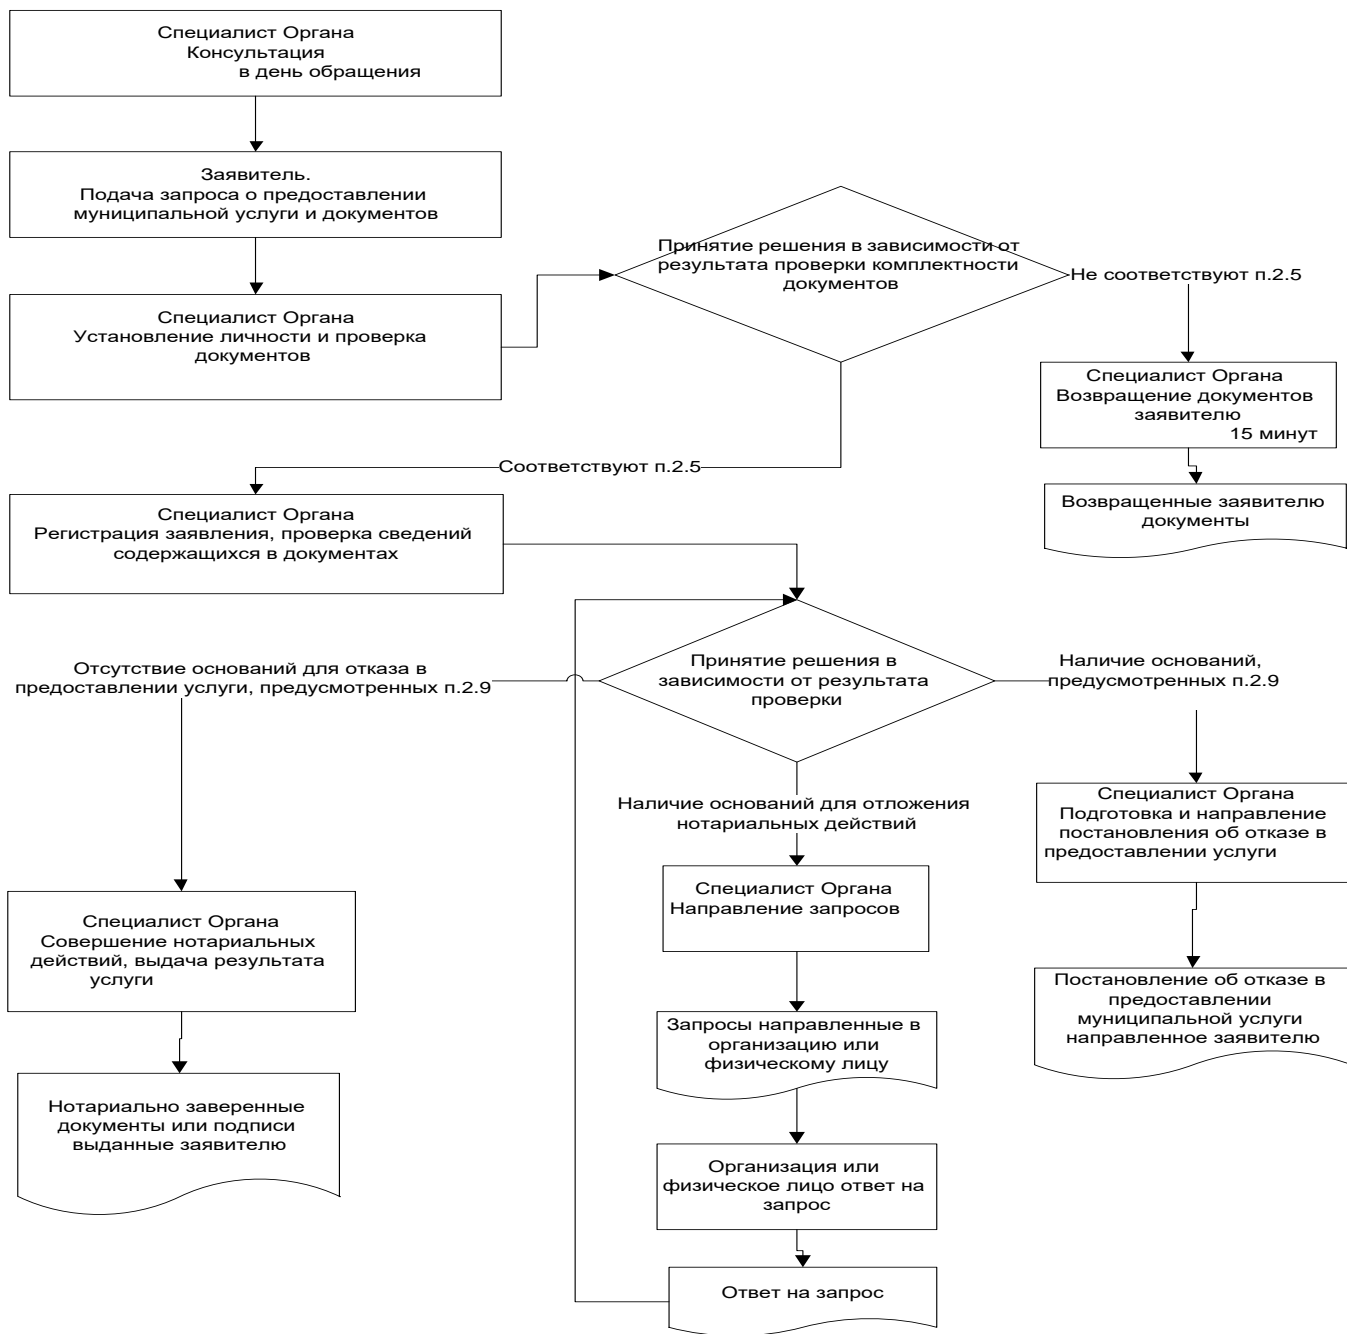 Специалист Органа
Консультация
в день обращения
Заявитель.
Подача запроса о предоставлении
муниципальной услуги и документов
Специалист Органа
Установление личности и проверка
документов
Принятие решения в зависимости от
результата проверки комплектности
документов
Не соответствуют п.2.5
Специалист Органа
Возвращение документов
заявителю
15 минут
Возвращенные заявителю
документы
Соответствуют п.2.5
Специалист Органа
Регистрация заявления, проверка сведений
содержащихся в документах
Принятие решения в
зависимости от результата
проверки
Отсутствие оснований для отказа в
предоставлении услуги, предусмотренных п.2.9
Наличие оснований,
предусмотренных п.2.9
Наличие оснований для отложения
нотариальных действий
Специалист Органа
Подготовка и направление
постановления об отказе в
предоставлении услуги
Специалист Органа
Направление запросов
Специалист Органа
Совершение нотариальных
действий, выдача результата
услуги
Постановление об отказе в
предоставлении
муниципальной услуги
направленное заявителю
Запросы направленные в
организацию или
физическому лицу
Нотариально заверенные
документы или подписи
выданные заявителю
Организация или
физическое лицо ответ на
запрос
Ответ на запрос